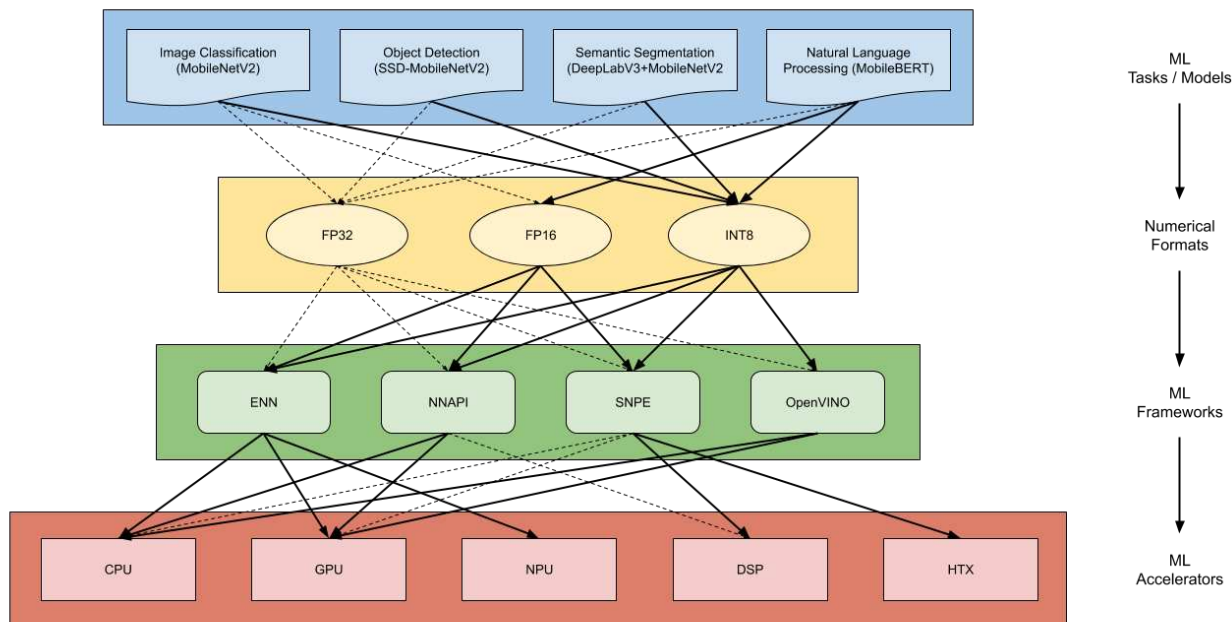 Image Classification
(MobileNetV2)
Object Detection
(SSD-MobileNetV2)
Semantic Segmentation
(DeepLabV3+MobileNetV2
Natural Language
Processing (MobileBERT)
ML
Tasks / Models
FP32
FP16
INT8
Numerical
Formats
ENN
NNAPI
SNPE
OpenVINO
ML
Frameworks
CPU
GPU
NPU
DSP
HTX
ML
Accelerators